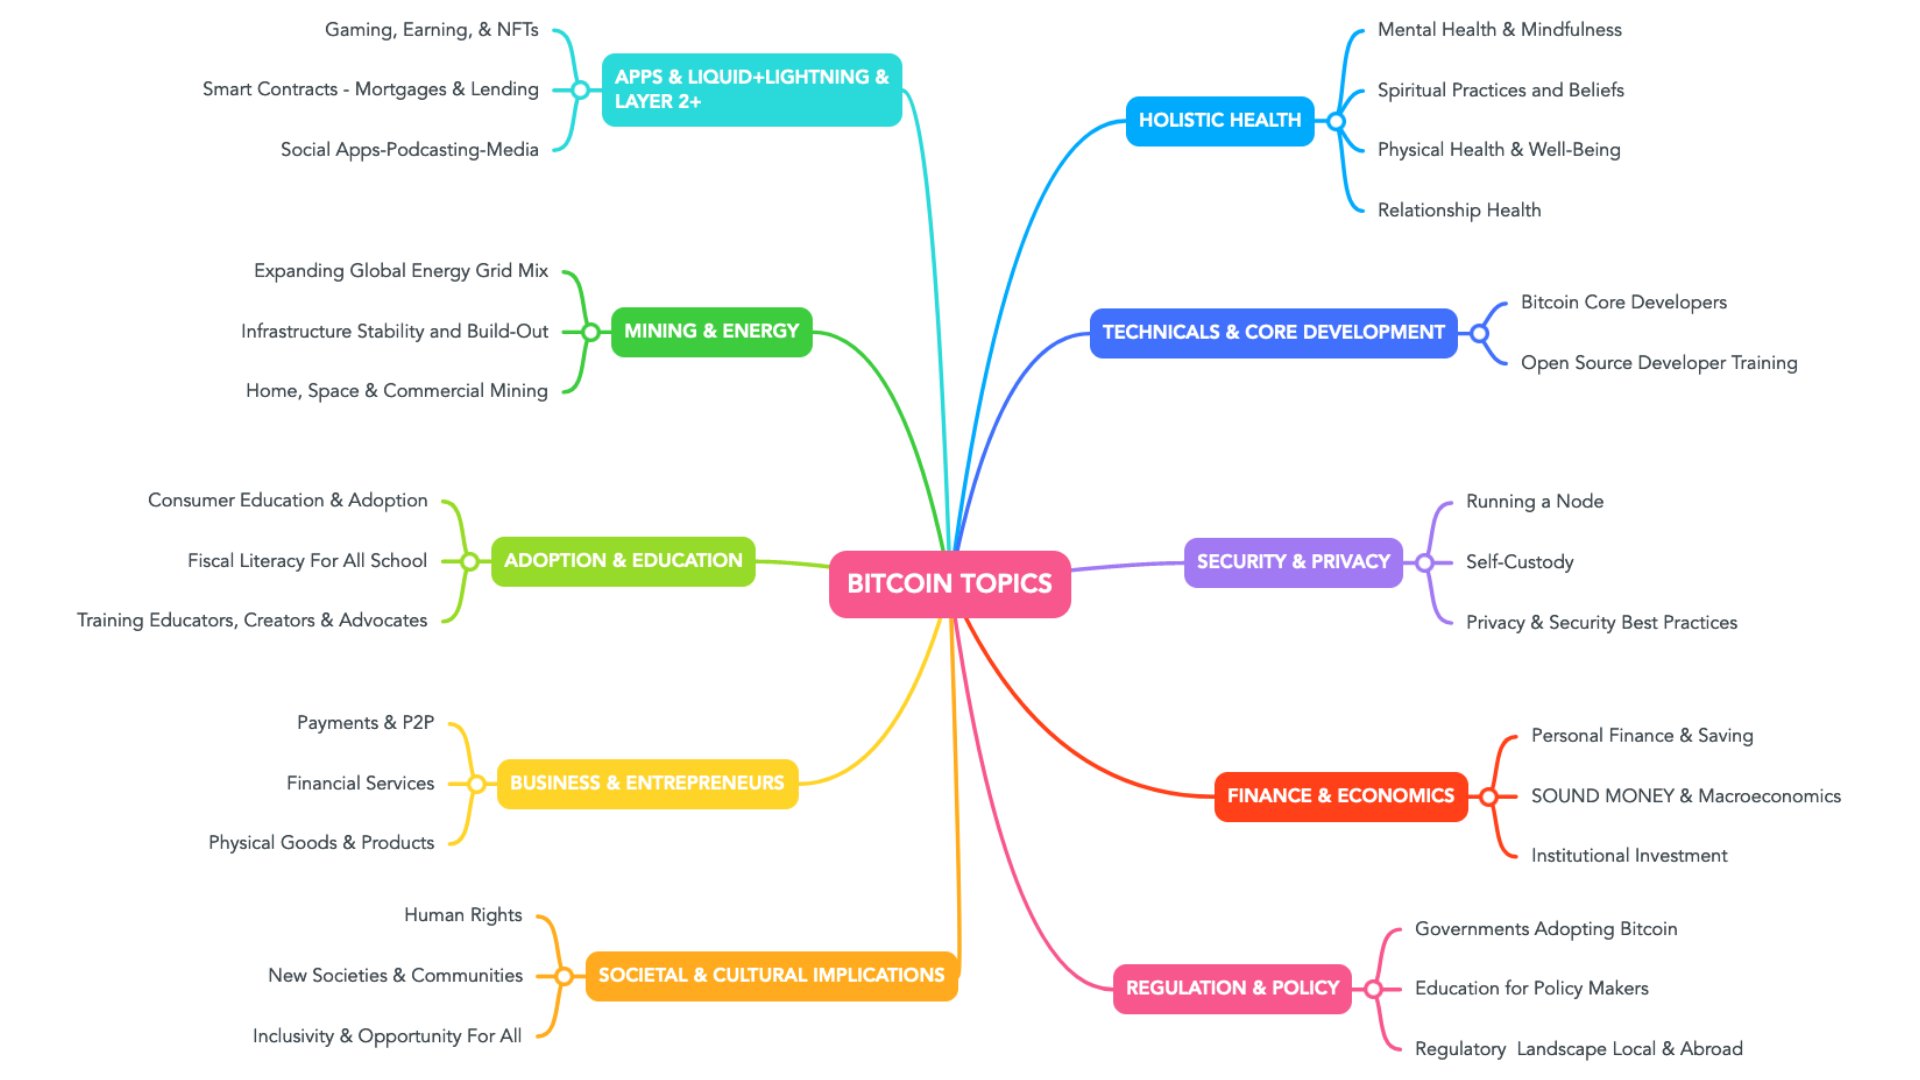 Gaming, Earning, & NFTs
Smart Contracts - Mortgages & Lending
Social Apps-Podcasting-Media
APPS & LIQUID+LIGHTNING &
LAYER 2+
Expanding Global Energy Grid Mix
Infrastructure Stability and Build-Out
Home, Space & Commercial Mining
MINING & ENERGY
Consumer Education & Adoption
Fiscal Literacy For All School
Training Educators, Creators & Advocates
ADOPTION & EDUCATION
Payments & P2P
Financial Services
Physical Goods & Products
BUSINESS & ENTREPRENEURS
Human Rights
New Societies & Communities
Inclusivity & Opportunity For All
SOCIETAL & CULTURAL IMPLICATIONS
BITCOIN TOPICS
HOLISTIC HEALTH
Mental Health & Mindfulness
Spiritual Practices and Beliefs
Physical Health & Well-Being
Relationship Health
TECHNICALS & CORE DEVELOPMENT
Bitcoin Core Developers
Open Source Developer Training
SECURITY & PRIVACY
Running a Node
Self-Custody
Privacy & Security Best Practices
FINANCE & ECONOMICS
Personal Finance & Saving
SOUND MONEY & Macroeconomics
Institutional Investment
REGULATION & POLICY
Governments Adopting Bitcoin
Education for Policy Makers
Regulatory  Landscape Local & Abroad